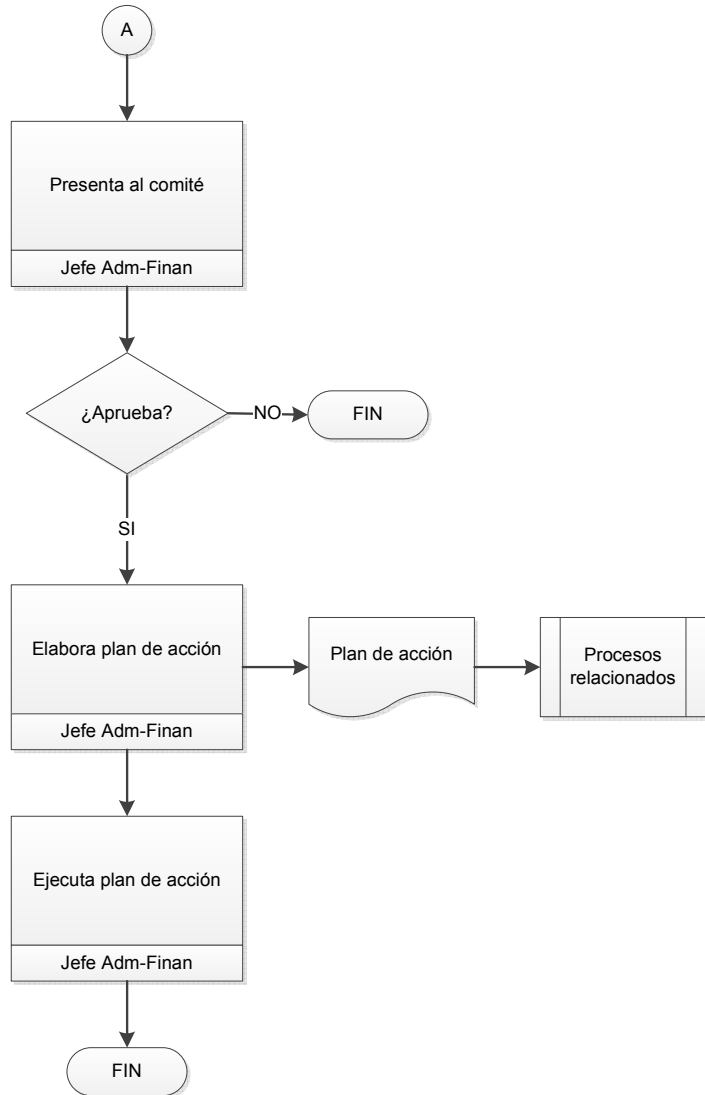 A
Presenta al comité
Jefe Adm-Finan
¿Aprueba?
NO
FIN
SI
Elabora plan de acción
Jefe Adm-Finan
Plan de acción
Procesos
relacionados
Ejecuta plan de acción
Jefe Adm-Finan
FIN